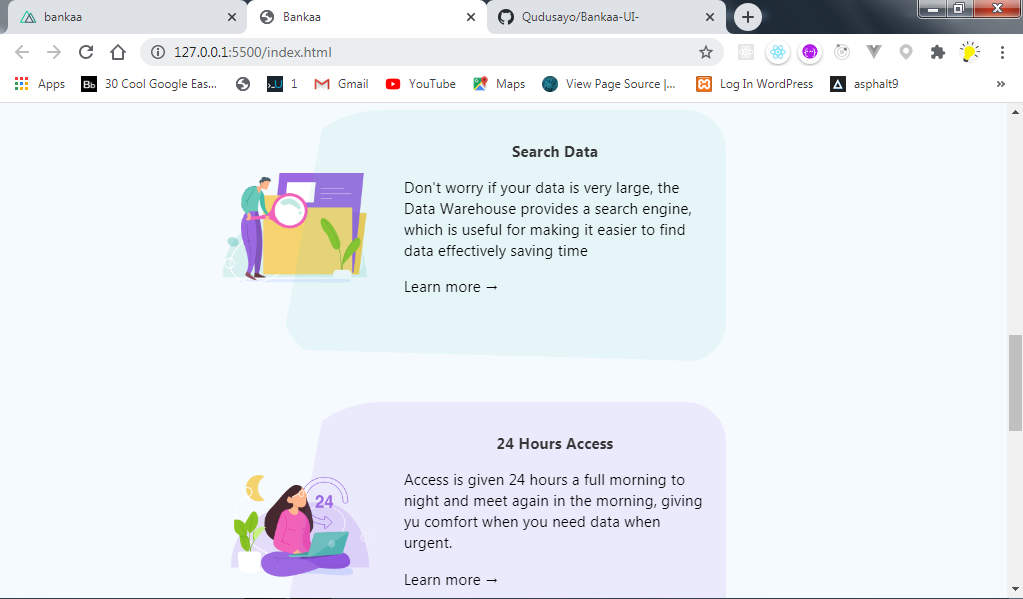 bankaa
Bankaa
Qudusayo/Bankaa-UI-
127.0.0.1:5500/index.html
Apps
Bb
30 Cool Google Eas...
1
Gmail
YouTube
Maps
View Page Source |...
Log In WordPress
asphalt9
»
Search Data
Don't worry if your data is very large, the
Data Warehouse provides a search engine,
which is useful for making it easier to find
data effectively saving time
Learn more →
24 Hours Access
24
Access is given 24 hours a full morning to
night and meet again in the morning, giving
yu comfort when you need data when
urgent.
Learn more →